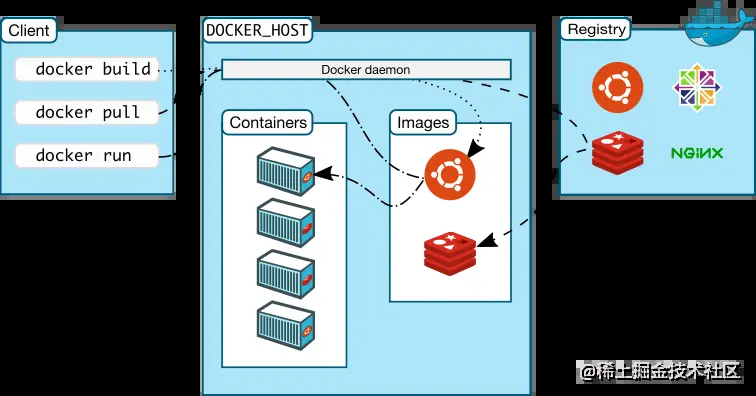 Client
docker build
docker pull
docker run
DOCKER_HOST
Docker daemon
Containers
Images
Registry
NGINX
@稀土掘金技术社区